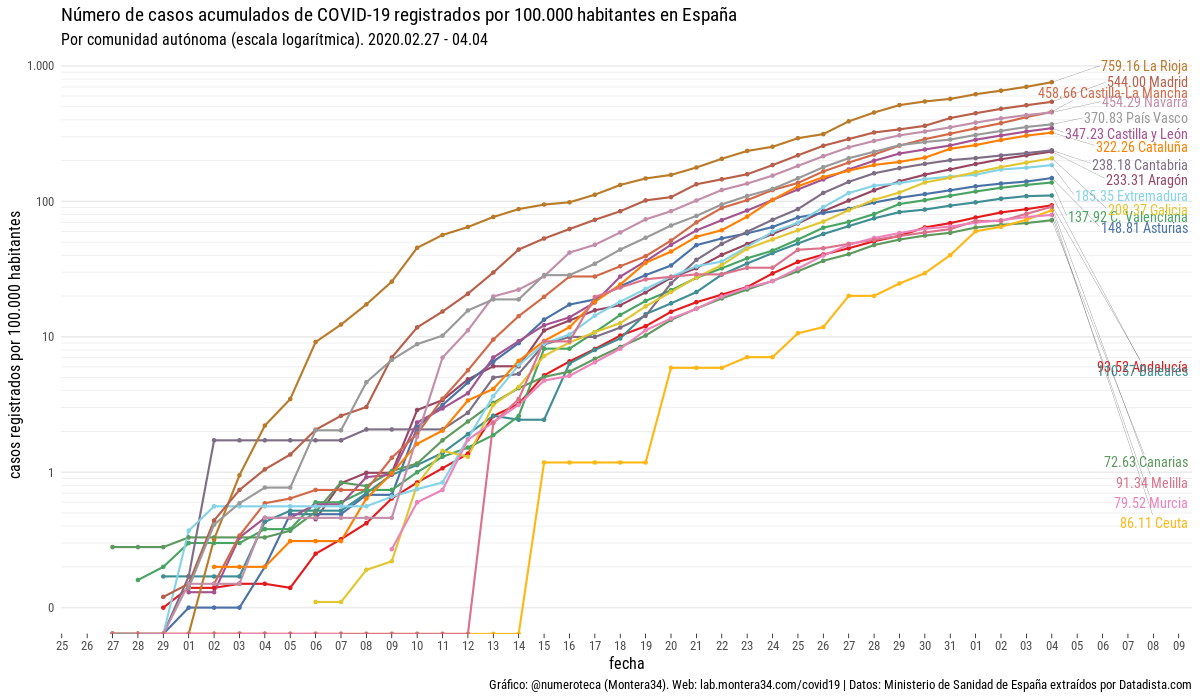 Número de casos acumulados de COVID-19 registrados por 100.000 habitantes en España
Por comunidad autónoma (escala logarítmica). 2020.02.27 - 04.04
casos registrados por 100.000 habitantes
1.000
100
10
1
0
759.16 La Rioja
544.00 Madrid
458.66 Castilla-La Mancha
454.29 Navarra
370.83 País Vasco
347.23 Castilla y León
322.26 Cataluña
238.18 Cantabria
233.31 Aragón
185.35 Extremadura
208.37 Galicia
137.92 C. Valenciana
148.81 Asturias
93.52 Andalucía
Baleares
72.63 Canarias
91.34 Melilla
79.52 Murcia
86.11 Ceuta
25 26 27 28 29 01 02 03 04 05 06 07 08 09 10 11 12 13 14 15 16 17 18 19 20 21 22 23 24 25 26 27 28 29 30 31 01 02 03 04 05 06 07 08 09
fecha
Gráfico: @numeroteca (Montera34). Web: lab.montera34.com/covid19 | Datos: Ministerio de Sanidad de España extraídos por Datadista.com